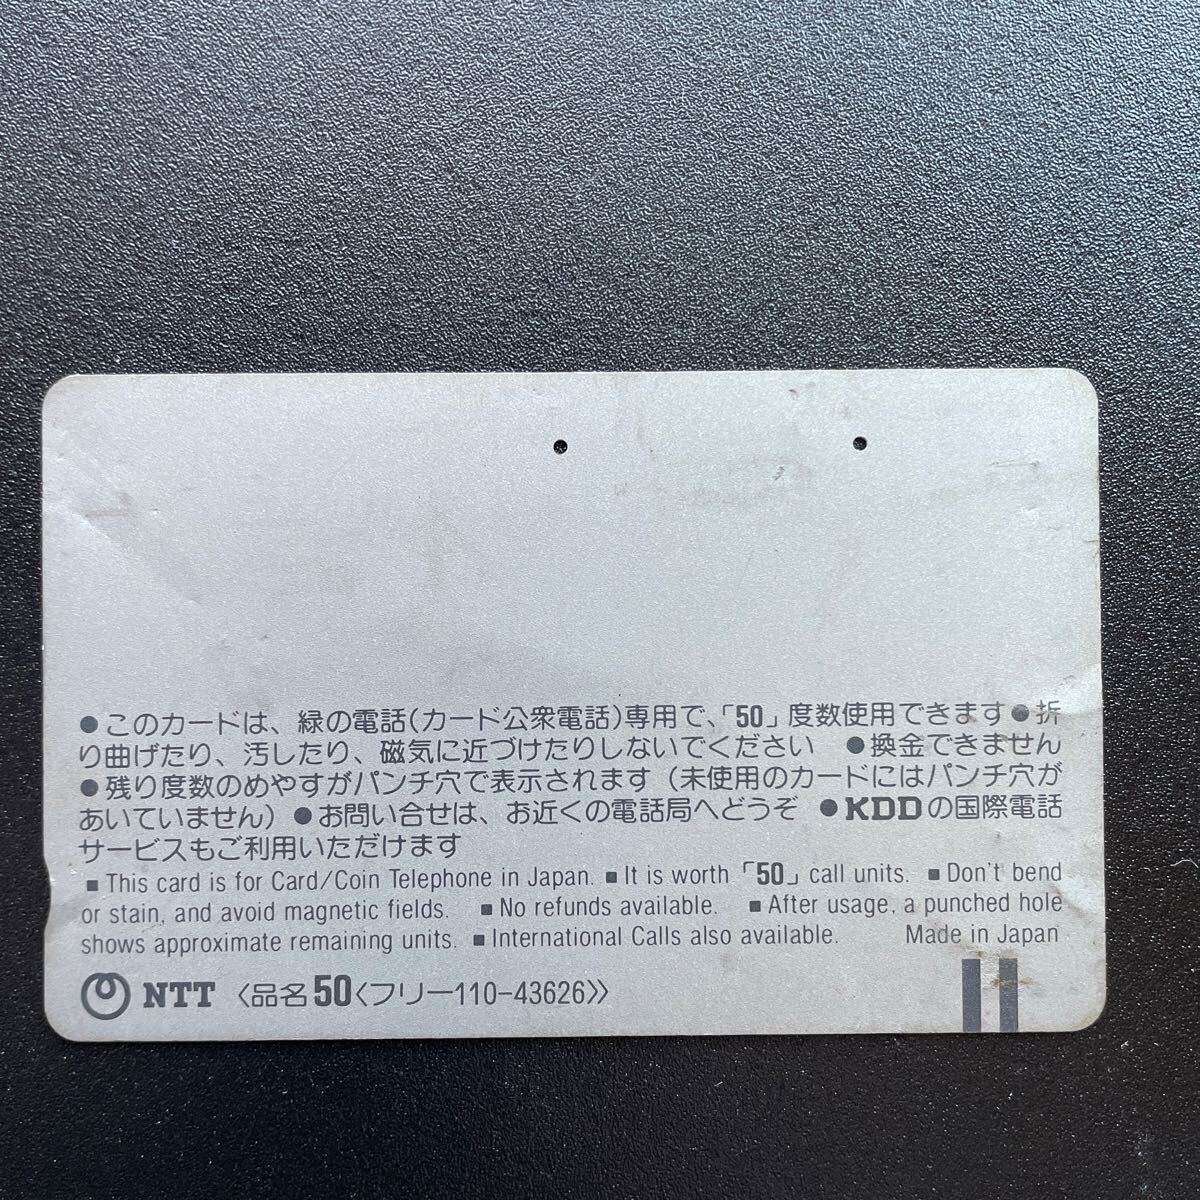 ●このカードは、緑の電話(カード公衆電話)専用で、「50」度数使用できます●折
り曲げたり、汚したり、磁気に近づけたりしないでください ●換金できません
●残り度数のめやすがパンチ穴で表示されます(未使用のカードにはパンチ穴が
あいていません)●お問い合せは、お近くの電話局へどうぞ ●KDDの国際電話
サービスもご利用いただけます
■This card is for Card/Coin Telephone in Japan. ■It is worth「50」call units. ■Don't bend
or stain, and avoid magnetic fields. ■No refunds available. ■After usage, a punched hole
shows approximate remaining units. ■International Calls also available. Made in Japan
NTT 〈品名50〈フリー110-43626〉〉